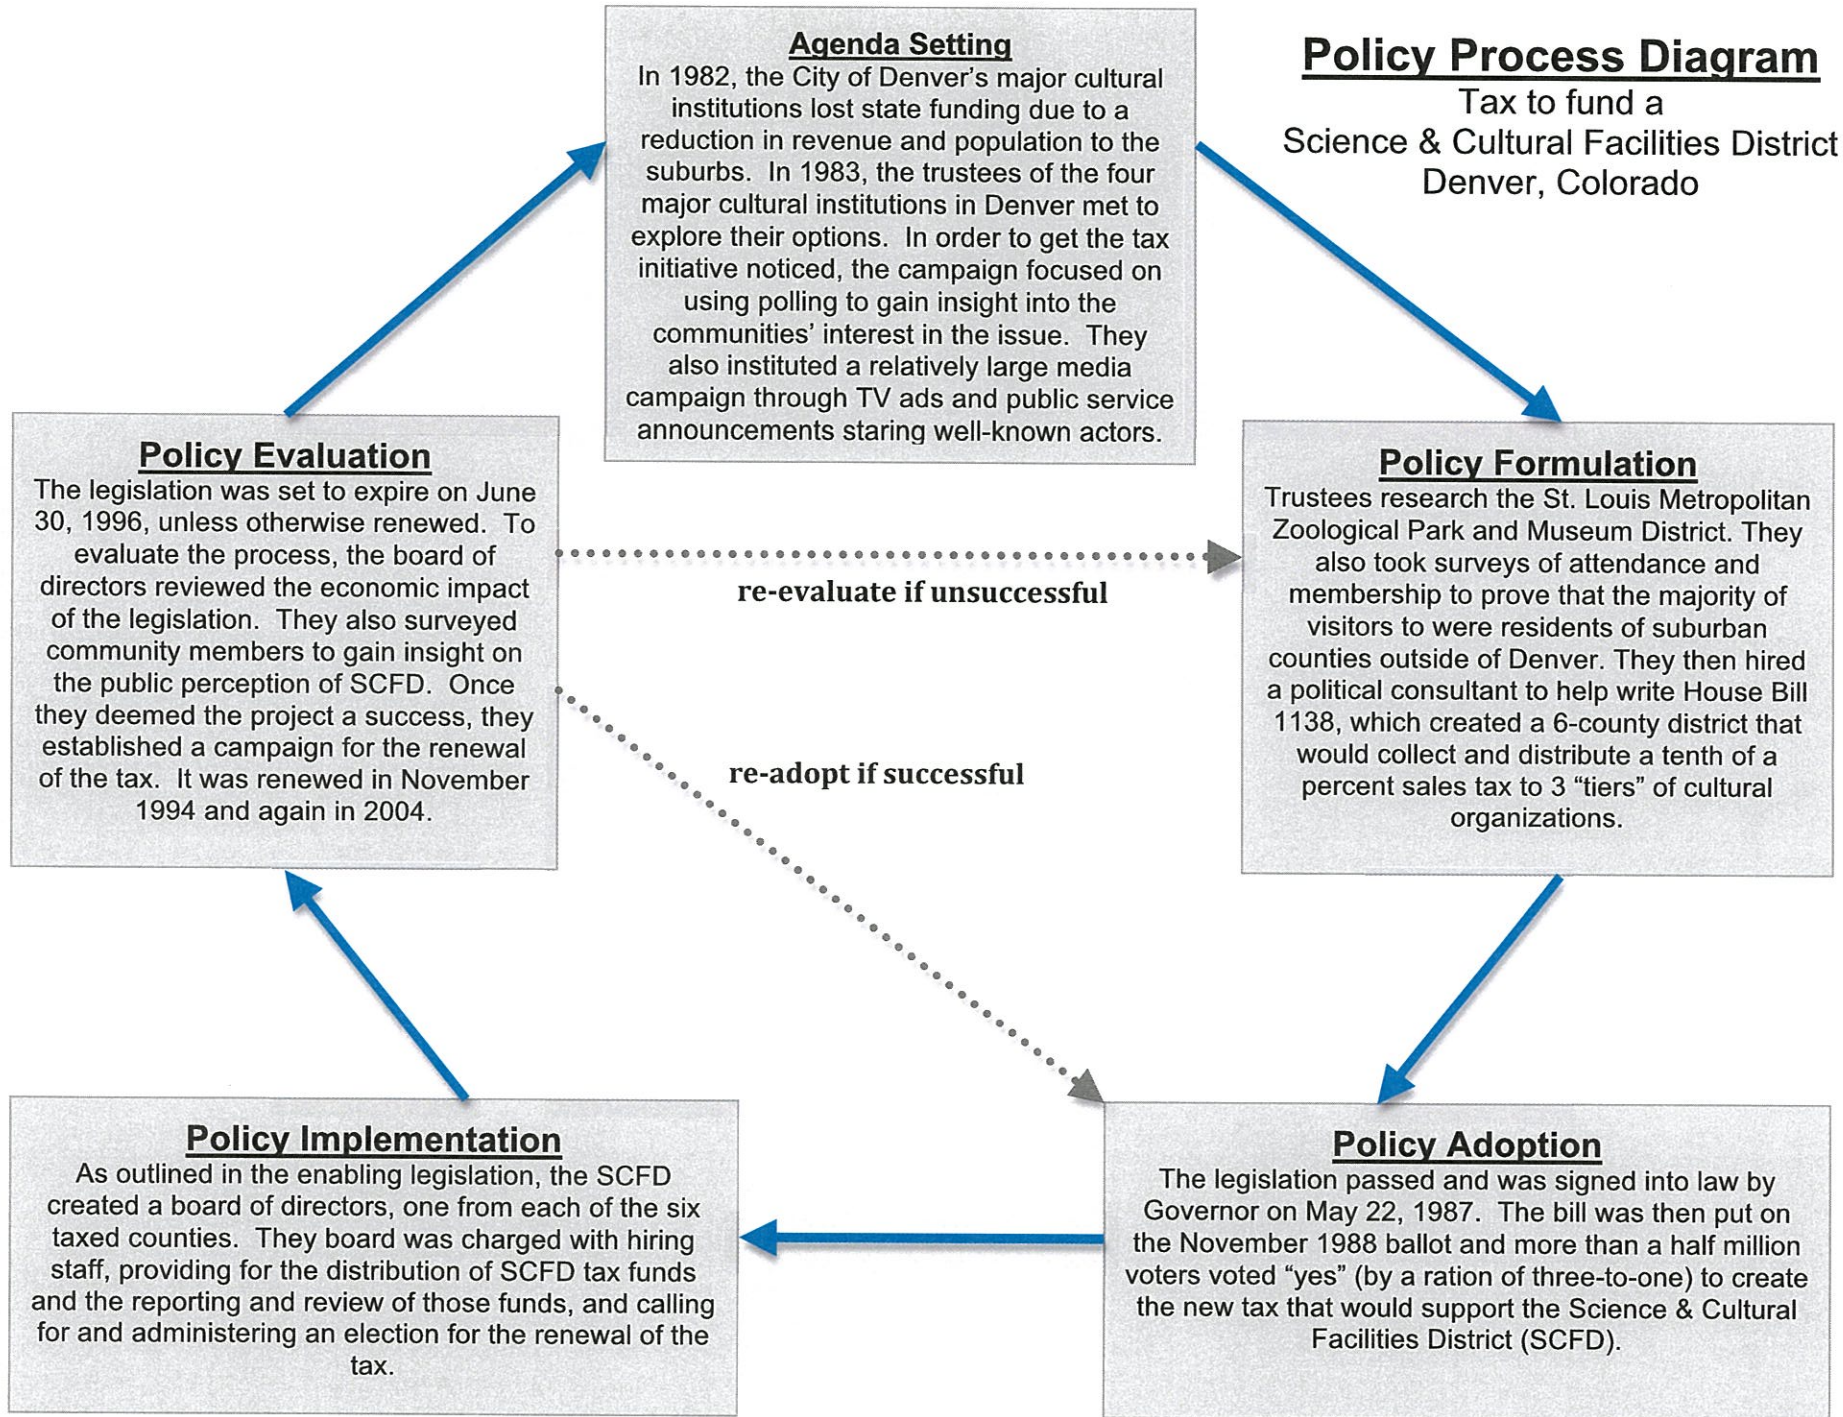 Policy Process Diagram
Tax to fund a
Science & Cultural Facilities District
Denver, Colorado
Agenda Setting
In 1982, the City of Denver's major cultural
institutions lost state funding due to a
reduction in revenue and population to the
suburbs. In 1983, the trustees of the four
major cultural institutions in Denver met to
explore their options. In order to get the tax
initiative noticed, the campaign focused on
using polling to gain insight into the
communities' interest in the issue. They
also instituted a relatively large media
campaign through TV ads and public service
announcements staring well-known actors.
Policy Formulation
Trustees research the St. Louis Metropolitan
Zoological Park and Museum District. They
also took surveys of attendance and
membership to prove that the majority of
visitors to were residents of suburban
counties outside of Denver. They then hired
a political consultant to help write House Bill
1138, which created a 6-county district that
would collect and distribute a tenth of a
percent sales tax to 3 "tiers" of cultural
organizations.
Policy Adoption
The legislation passed and was signed into law by
Governor on May 22, 1987. The bill was then put on
the November 1988 ballot and more than a half million
voters voted "yes" (by a ration of three-to-one) to create
the new tax that would support the Science & Cultural
Facilities District (SCFD).
Policy Implementation
As outlined in the enabling legislation, the SCFD
created a board of directors, one from each of the six
taxed counties. They board was charged with hiring
staff, providing for the distribution of SCFD tax funds
and the reporting and review of those funds, and calling
for and administering an election for the renewal of the
tax.
Policy Evaluation
The legislation was set to expire on June
30, 1996, unless otherwise renewed. To
evaluate the process, the board of
directors reviewed the economic impact
of the legislation. They also surveyed
community members to gain insight on
the public perception of SCFD. Once
they deemed the project a success, they
established a campaign for the renewal
of the tax. It was renewed in November
1994 and again in 2004.
re-evaluate if unsuccessful
re-adopt if successful